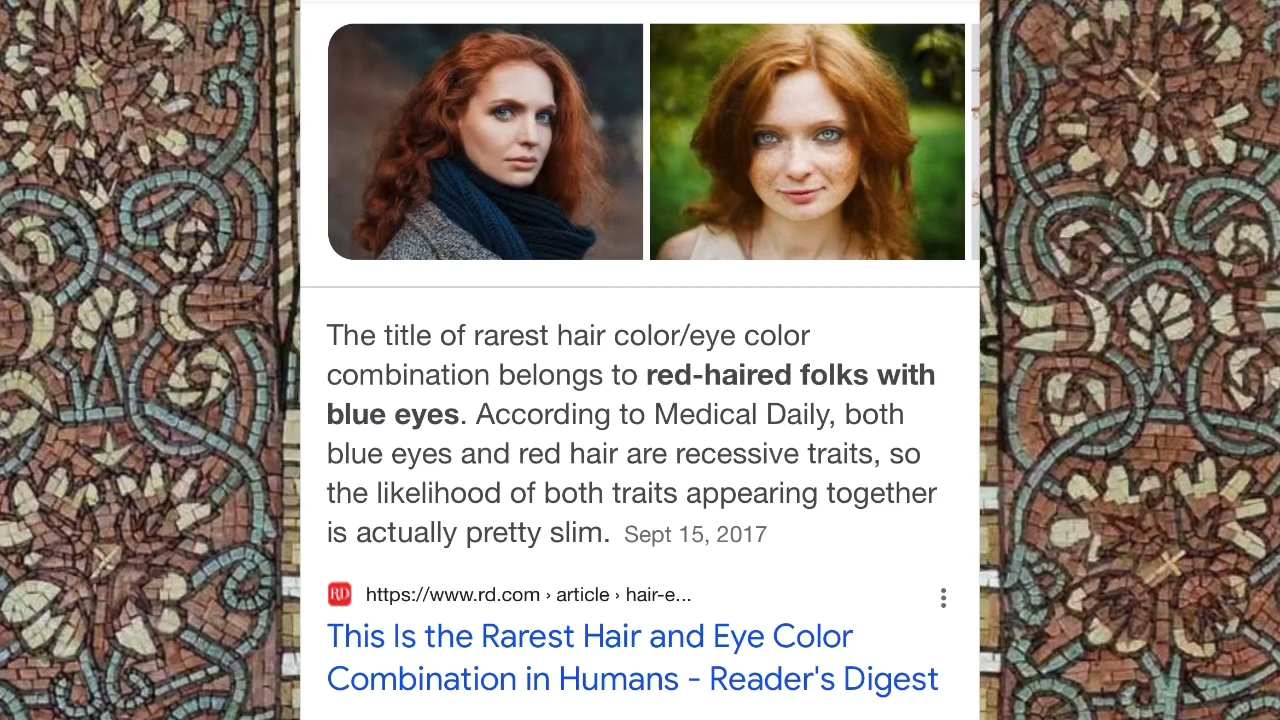 The title of rarest hair color/eye color
combination belongs to red-haired folks with
blue eyes. According to Medical Daily, both
blue eyes and red hair are recessive traits, so
the likelihood of both traits appearing together
is actually pretty slim. Sept 15, 2017
RD https://www.rd.com › article › hair-e...
This Is the Rarest Hair and Eye Color
Combination in Humans - Reader's Digest